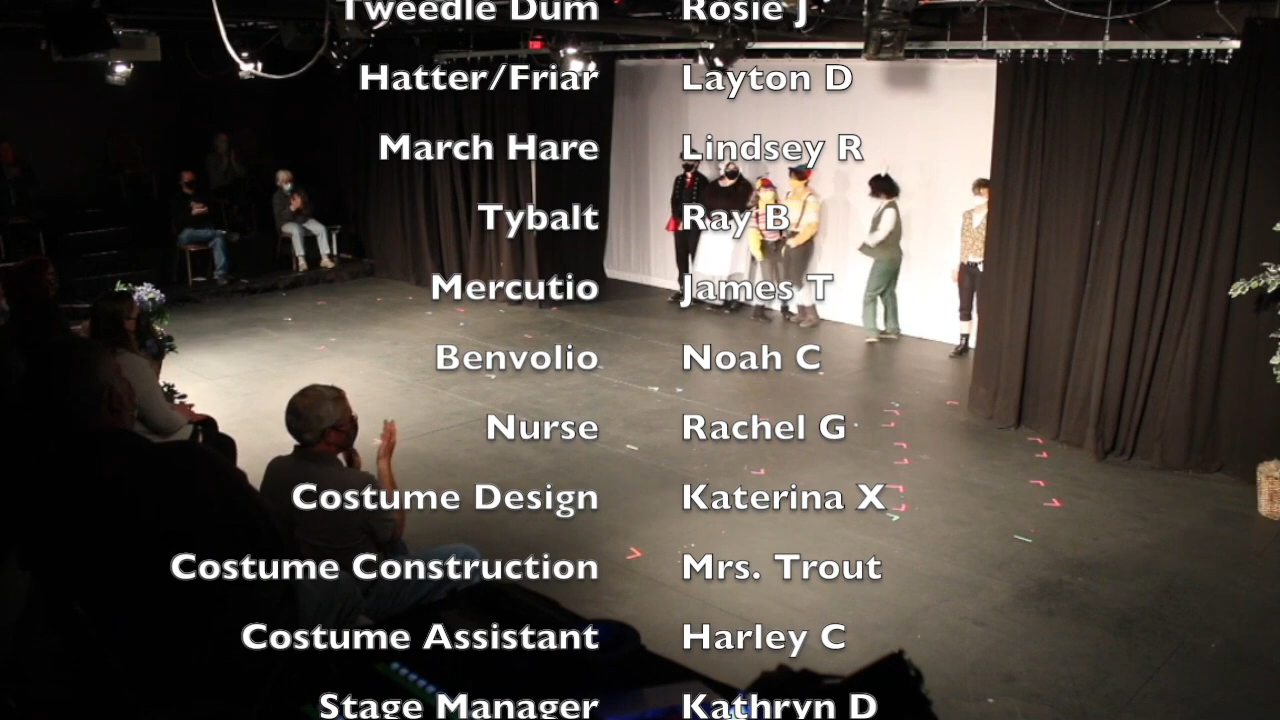 Tweedle Dum Rosie J
Hatter/Friar Layton D
March Hare Lindsey R
Tybalt Ray B
Mercutio James T
Benvolio Noah C
Nurse Rachel G
Costume Design Katerina X
Costume Construction Mrs. Trout
Costume Assistant Harley C
Stage Manager Kathryn D